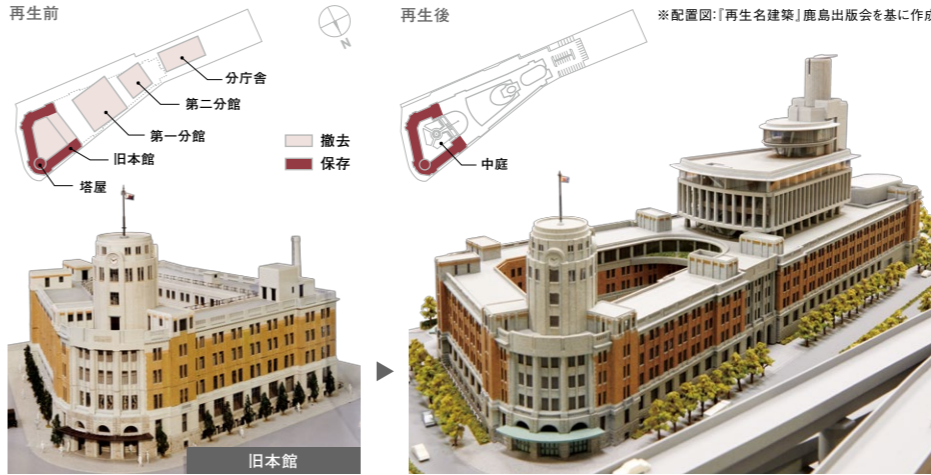 再生前
分庁舎
第二分館
第一分館
旧本館
塔屋
撤去
保存
N
旧本館
再生後
※配置図:『再生名建築』鹿島出版会を基に作成
中庭